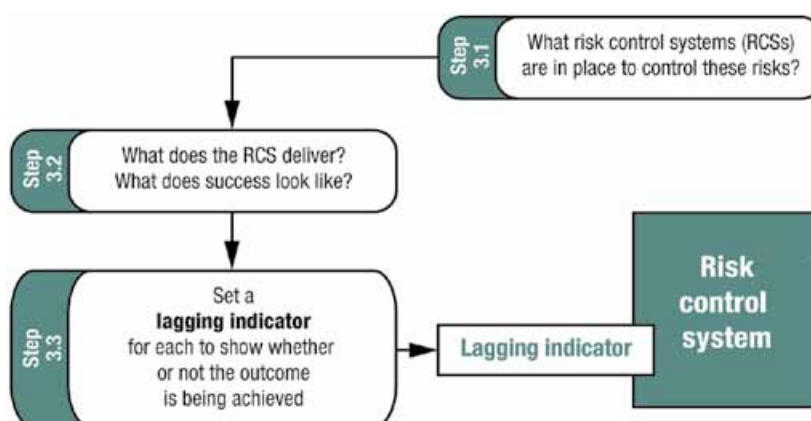 Step
3.1
What risk control systems (RCSs)
are in place to control these risks?
Step
3.2
What does the RCS deliver?
What does success look like?
Step
3.3
Set a
lagging indicator
for each to show whether
or not the outcome
is being achieved
Lagging indicator
Risk
control
system